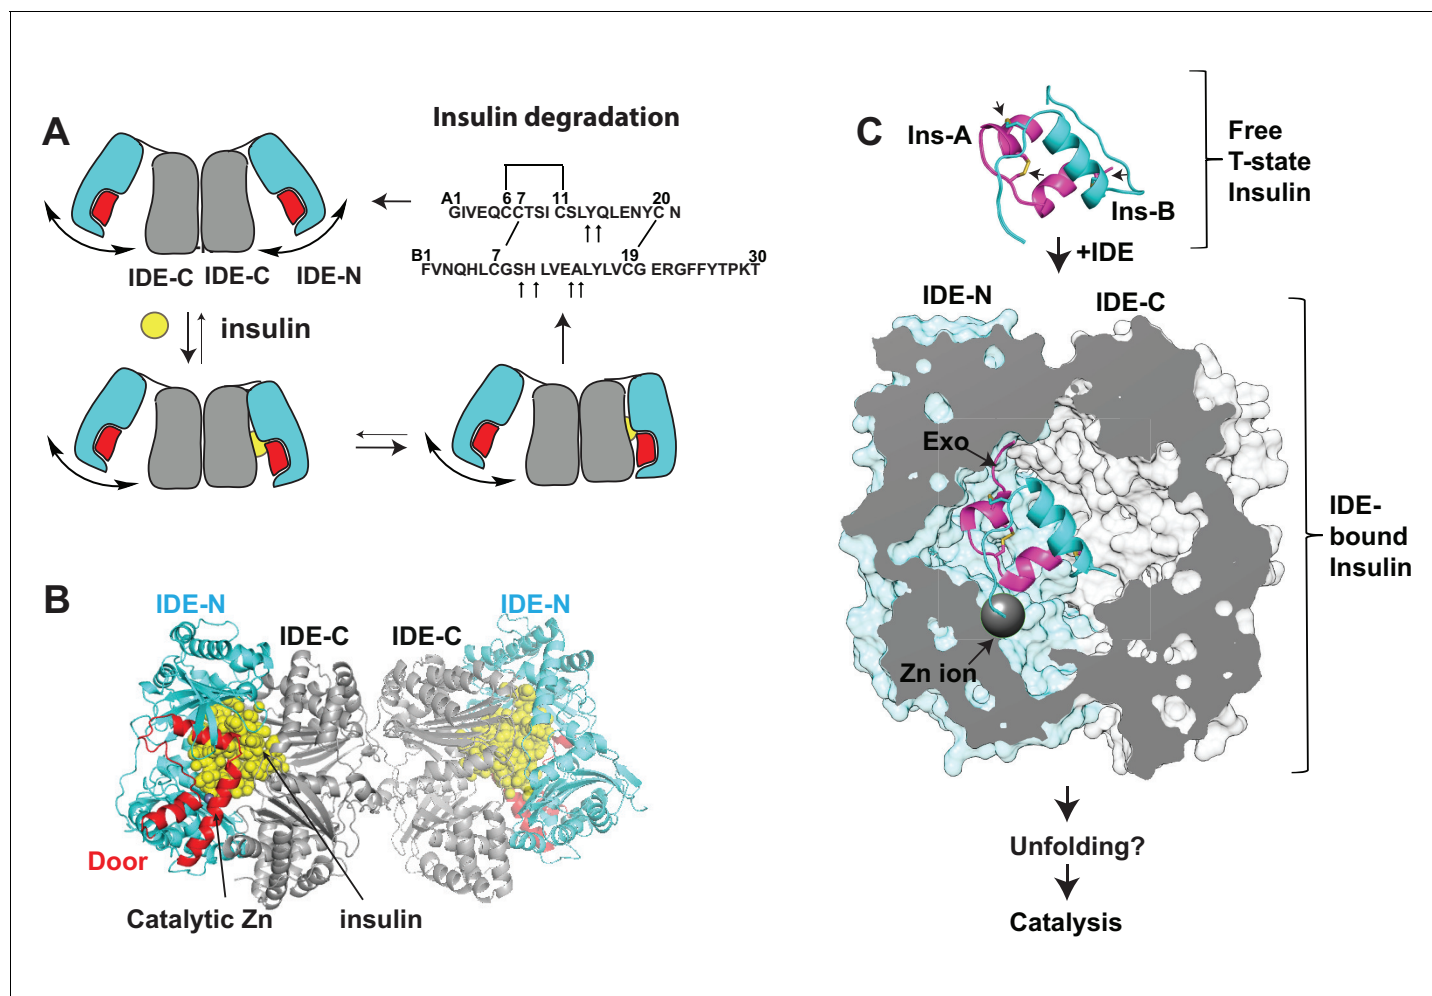 A
Insulin degradation
A1 6 7 11 20
GIVEQCCTSI CSLYQLENYC N
B1 7 19 30
FVNQHLCGSH LVEALYLVCG ERGFFYTPKT
IDE-C IDE-C IDE-N
insulin
B
IDE-N IDE-N
IDE-C IDE-C
Door
Catalytic Zn insulin
C
Ins-A
Ins-B
Free
T-state
Insulin
+IDE
IDE-N IDE-C
Exo
Zn ion
IDE-
bound
Insulin
Unfolding?
Catalysis